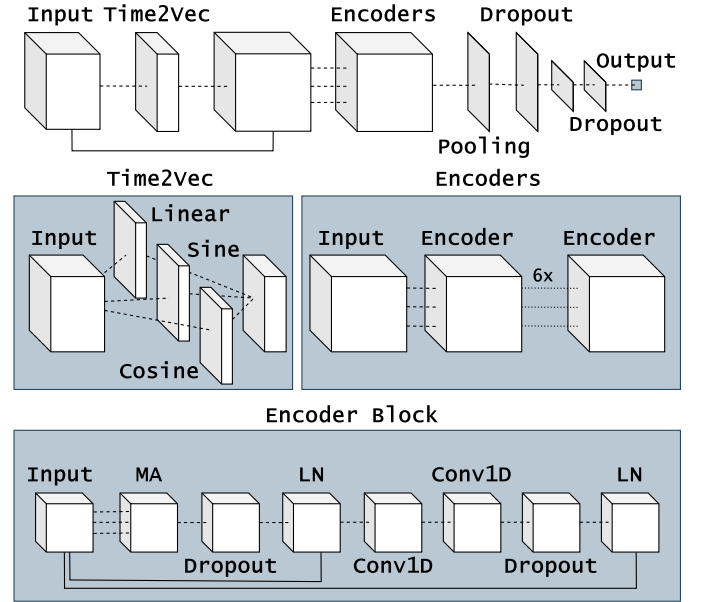 Input Time2Vec Encoders Dropout
Output
Dropout
Pooling
Time2Vec
Linear
Input
Sine
Cosine
Encoders
Input Encoder Encoder
6x
Encoder Block
Input MA LN Conv1D LN
Dropout Conv1D Dropout